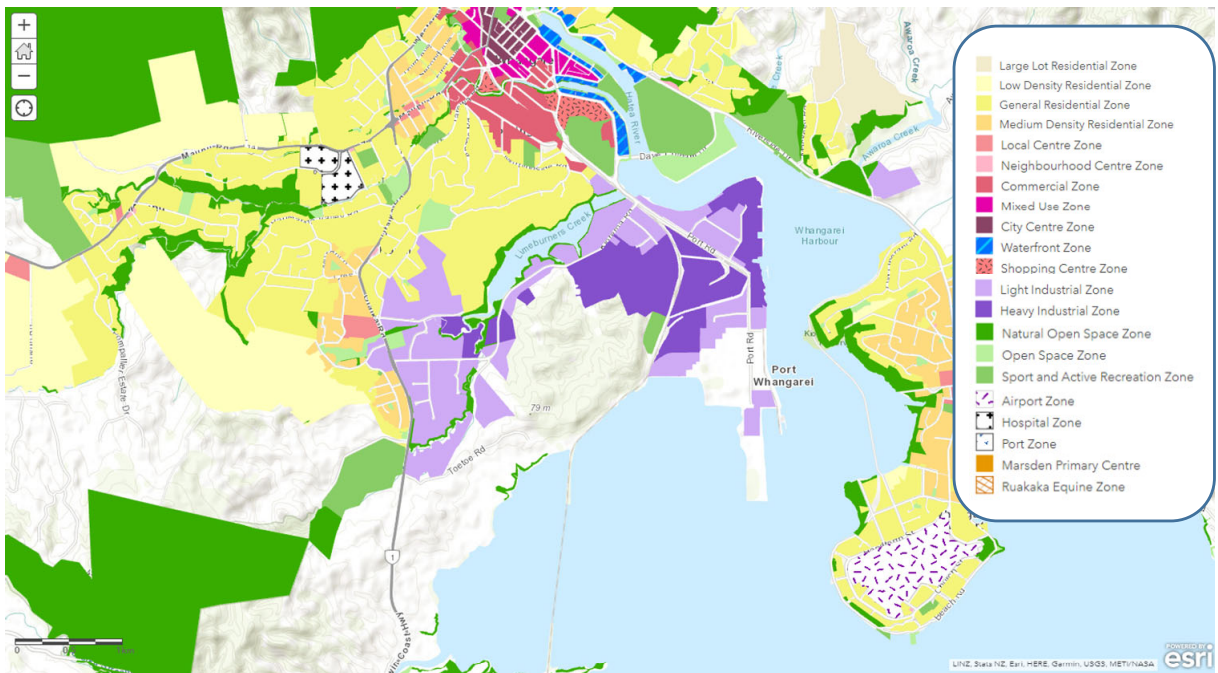 +
−
Awaroa Creek
Hatea River
Riverside Dr
Awaroa Creek
Limeburners Creek
Port Rd
Whangarei
Harbour
Port Rd
Port
Whangarei
79 m
Toetoe Rd
1
Beach Rd
Large Lot Residential Zone
Low Density Residential Zone
General Residential Zone
Medium Density Residential Zone
Local Centre Zone
Neighbourhood Centre Zone
Commercial Zone
Mixed Use Zone
City Centre Zone
Waterfront Zone
Shopping Centre Zone
Light Industrial Zone
Heavy Industrial Zone
Natural Open Space Zone
Open Space Zone
Sport and Active Recreation Zone
Airport Zone
Hospital Zone
Port Zone
Marsden Primary Centre
Ruakaka Equine Zone
LINZ, Stats NZ, Esri, HERE, Garmin, USGS, METI/NASA
POWERED BY
esri